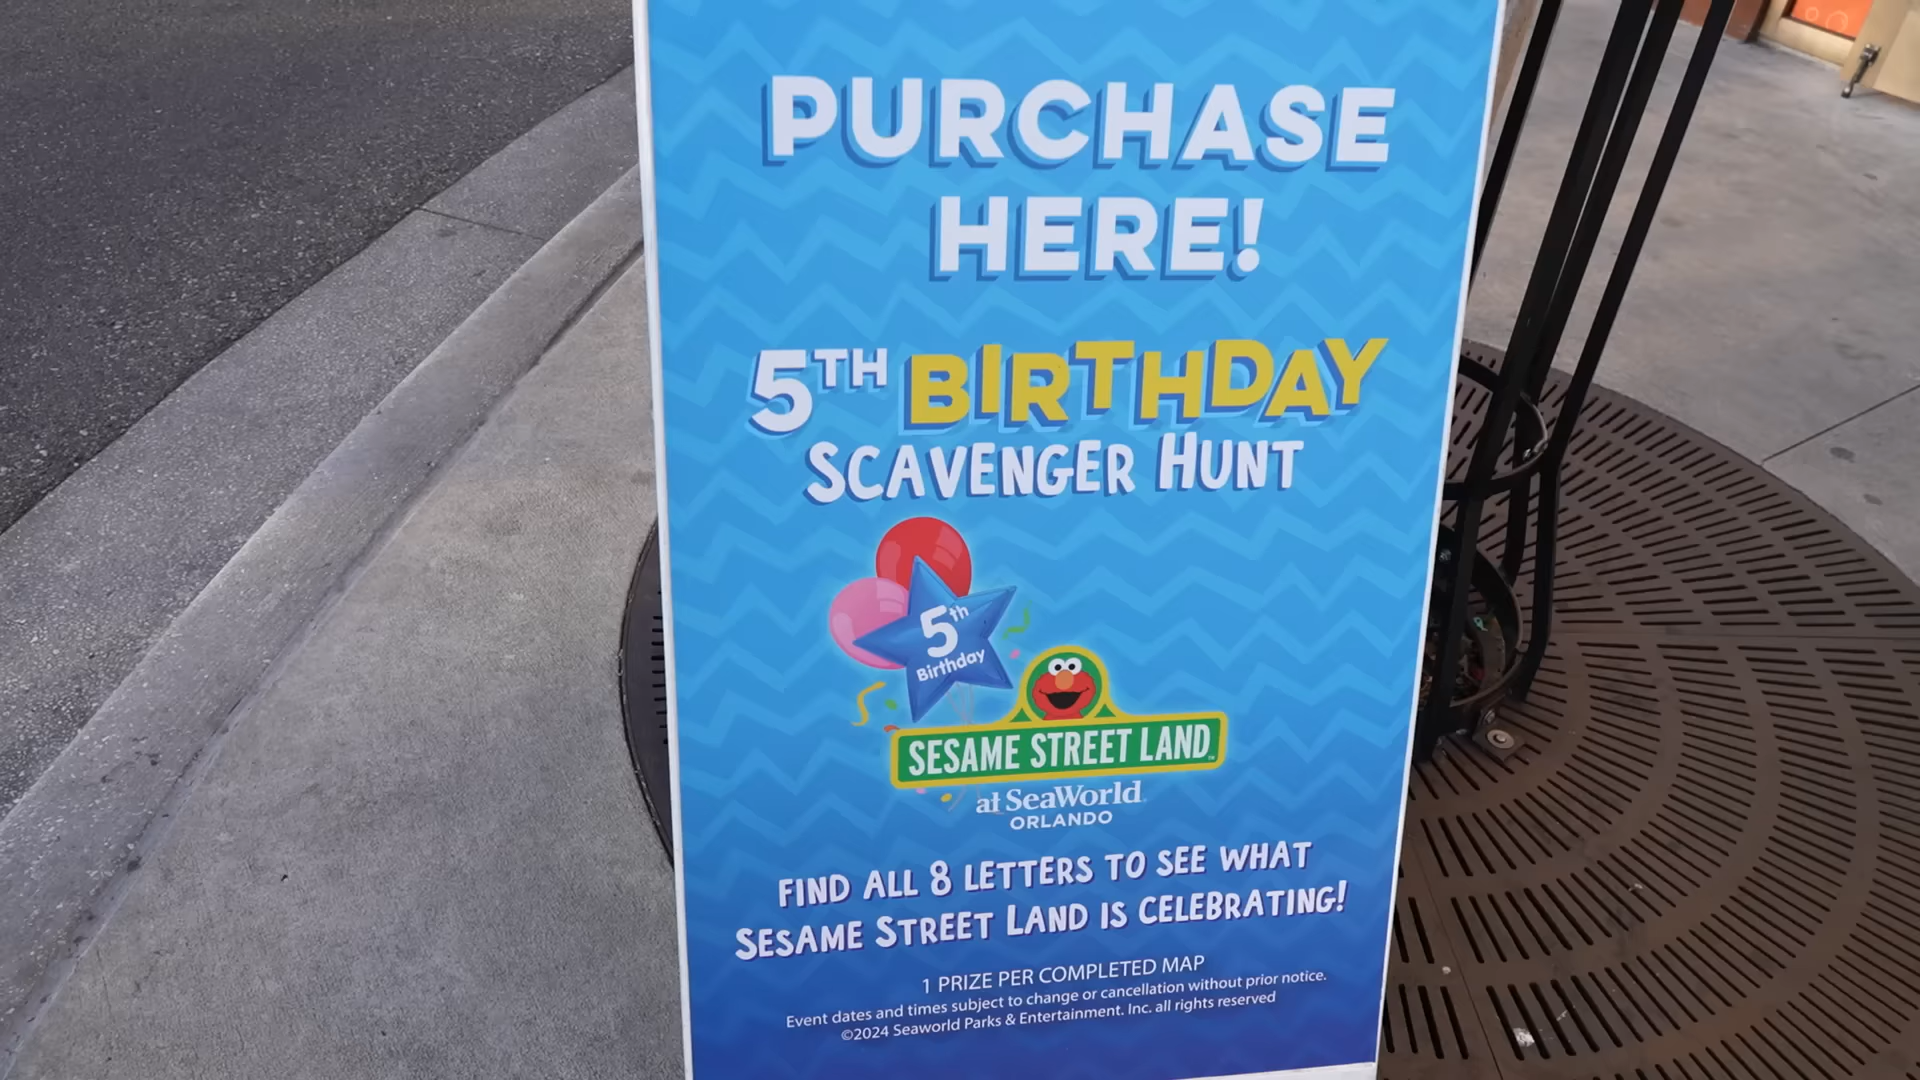 PURCHASE
HERE!
5TH BIRTHDAY
SCAVENGER HUNT
5th
Birthday
SESAME STREET LAND
at SeaWorld
ORLANDO
FIND ALL 8 LETTERS TO SEE WHAT
SESAME STREET LAND IS CELEBRATING!
1 PRIZE PER COMPLETED MAP
Event dates and times subject to change or cancellation without prior notice.
©2024 Seaworld Parks & Entertainment. Inc. all rights reserved